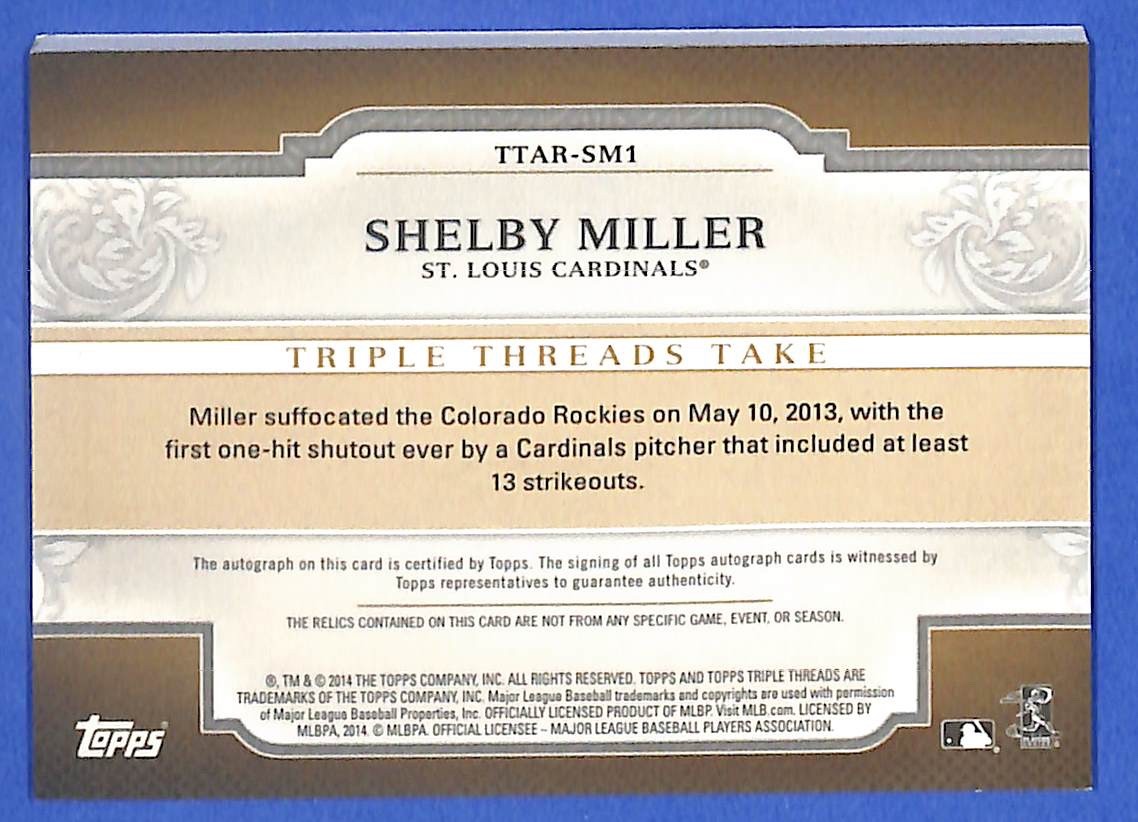 TTAR-SM1
SHELBY MILLER
ST. LOUIS CARDINALS®
TRIPLE THREADS TAKE
Miller suffocated the Colorado Rockies on May 10, 2013, with the
first one-hit shutout ever by a Cardinals pitcher that included at least
13 strikeouts.
The autograph on this card is certified by Topps. The signing of all Topps autograph cards is witnessed by
Topps representatives to guarantee authenticity.
THE RELICS CONTAINED ON THIS CARD ARE NOT FROM ANY SPECIFIC GAME, EVENT, OR SEASON.
®, TM & © 2014 THE TOPPS COMPANY, INC. ALL RIGHTS RESERVED. TOPPS AND TOPPS TRIPLE THREADS ARE
TRADEMARKS OF THE TOPPS COMPANY, INC. Major League Baseball trademarks and copyrights are used with permission
of Major League Baseball Properties, Inc. OFFICIALLY LICENSED PRODUCT OF MLBP. Visit MLB.com. LICENSED BY
MLBPA, 2014. © MLBPA. OFFICIAL LICENSEE – MAJOR LEAGUE BASEBALL PLAYERS ASSOCIATION.
Topps®